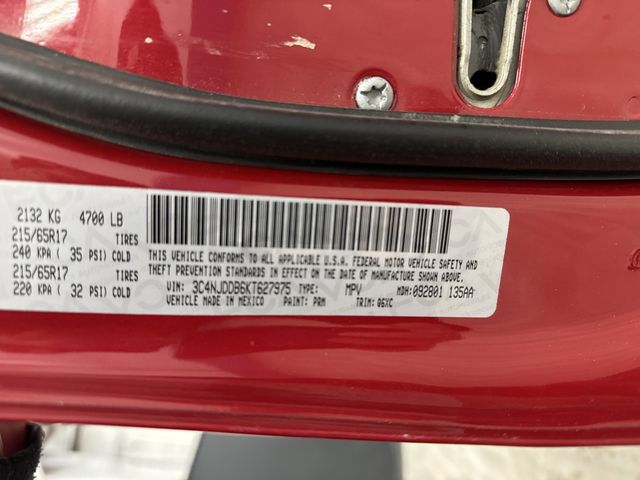 2132 KG 4700 LB
215/65R17 TIRES
240 KPA ( 35 PSI) COLD
215/65R17 TIRES
220 KPA ( 32 PSI) COLD
THIS VEHICLE CONFORMS TO ALL APPLICABLE U.S.A. FEDERAL MOTOR VEHICLE SAFETY AND
THEFT PREVENTION STANDARDS IN EFFECT ON THE DATE OF MANUFACTURE SHOWN ABOVE.
VIN: 3C4NJDDB6KT627975 TYPE: MPV MDH: 092801 135AA
VEHICLE MADE IN MEXICO PAINT: PRM TRIM: Q6XC